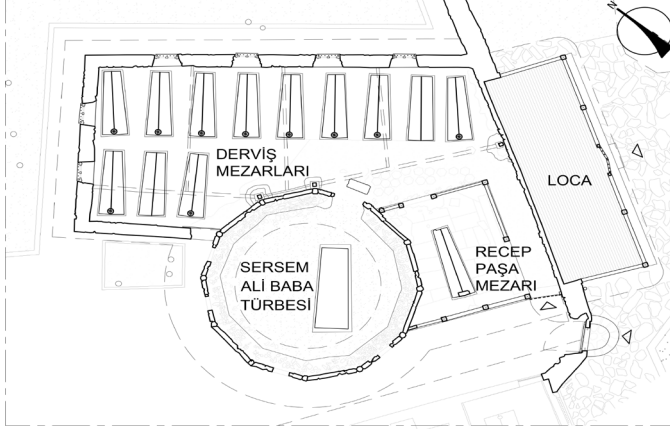 N
DERVİŞ
MEZARLARI
LOCA
SERSEM
ALİ BABA
TÜRBESİ
RECEP
PAŞA
MEZARI